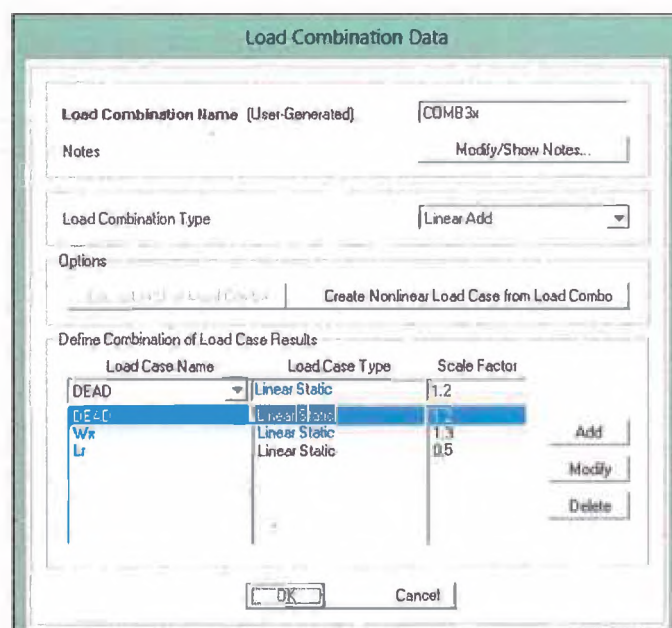 Load Combination Data
Load Combination Name (User-Generated) COMB3x
Notes Modify/Show Notes...
Load Combination Type Linear Add
Options
Create Nonlinear Load Case from Load Combo
Define Combination of Load Case Results
Load Case Name Load Case Type Scale Factor
DEAD Linear Static 1.2
DEAD Linear Static 1.2
Wx Linear Static 1.3
Lr Linear Static 0.5
Add
Modify
Delete
OK Cancel